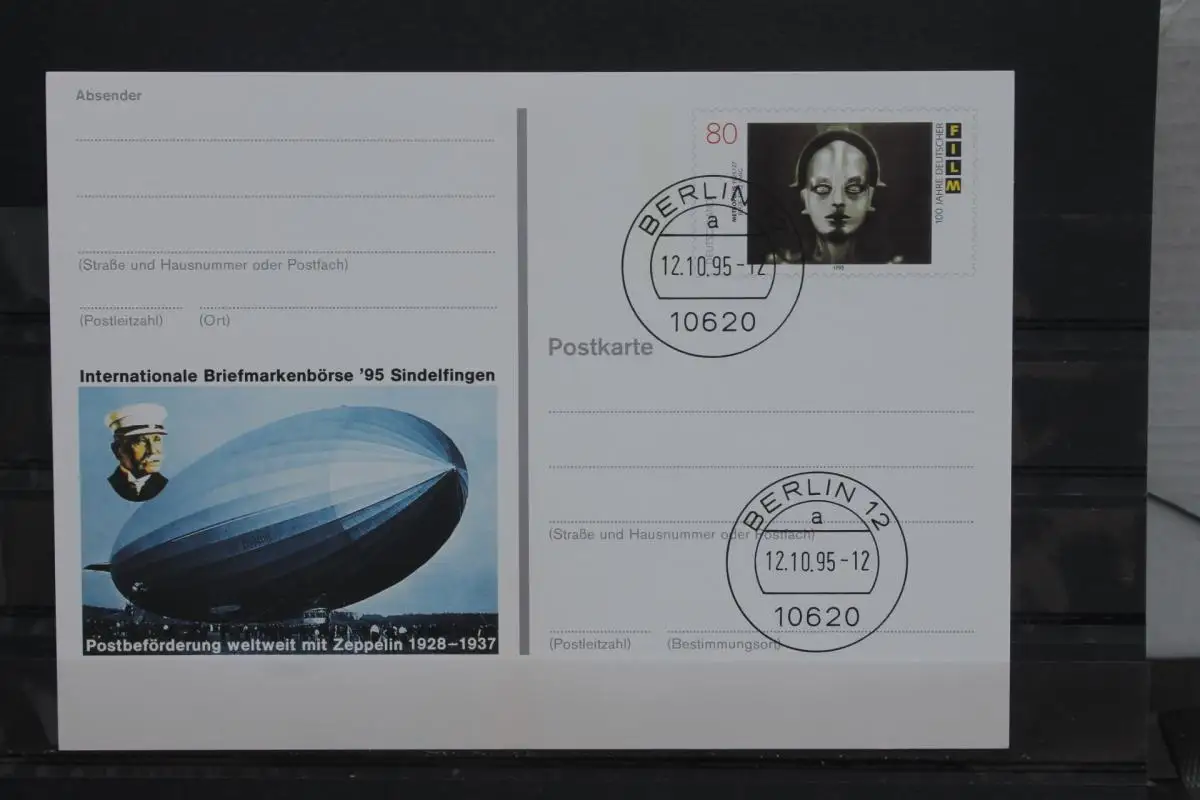 Absender
(Straße und Hausnummer oder Postfach)
(Postleitzahl) (Ort)
Internationale Briefmarkenbörse '95 Sindelfingen
Postbeförderung weltweit mit Zeppelin 1928–1937
80
100 JAHRE DEUTSCHER
FILM
1995
BERLIN
a
12.10.95-12
10620
Postkarte
BERLIN 12
a
12.10.95-12
10620
(Straße und Hausnummer oder Postfach)
(Postleitzahl) (Bestimmungsort)